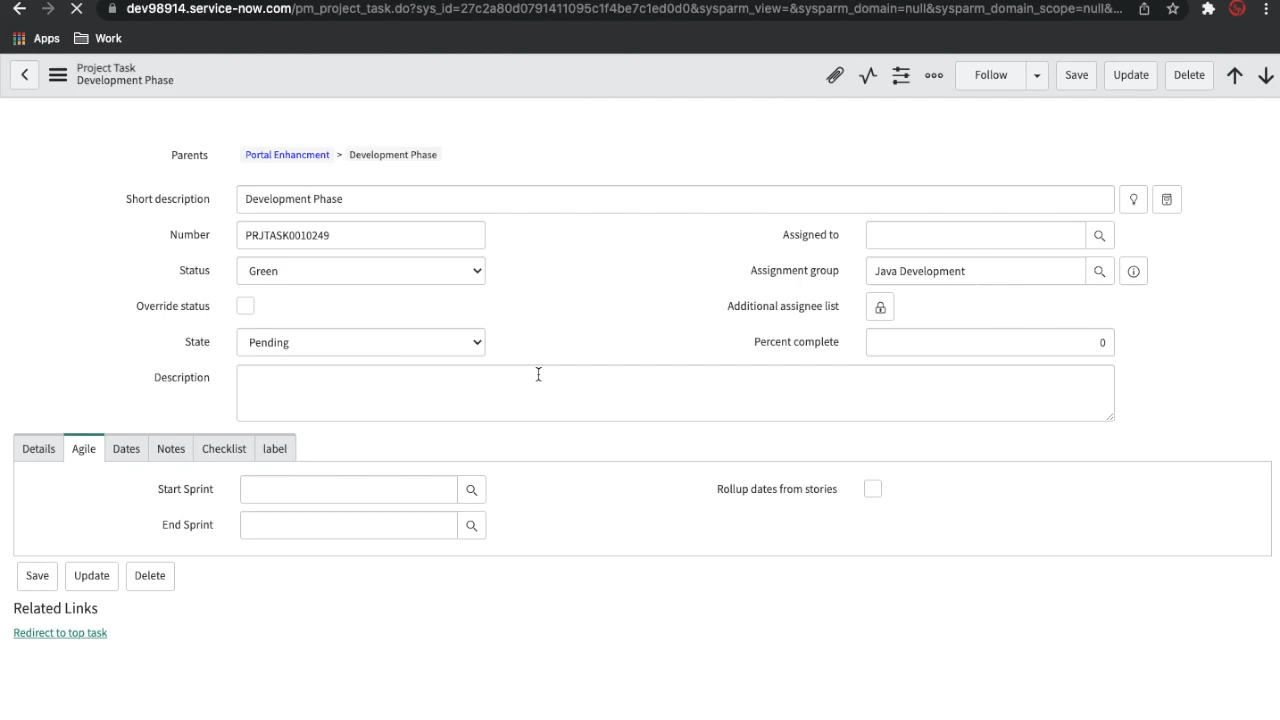 dev98914.service-now.com/pm_project_task.do?sys_id=27c2a80d0791411095c1f4be7c1ed0d0&sysparm_view=&sysparm_domain=null&sysparm_domain_scope=null&...
Apps Work
Project Task
Development Phase
Follow Save Update Delete
Parents Portal Enhancment > Development Phase
Short description Development Phase
Number PRJTASK0010249 Assigned to
Status Green Assignment group Java Development
Override status Additional assignee list
State Pending Percent complete 0
Description
Details Agile Dates Notes Checklist label
Start Sprint Rollup dates from stories
End Sprint
Save Update Delete
Related Links
Redirect to top task